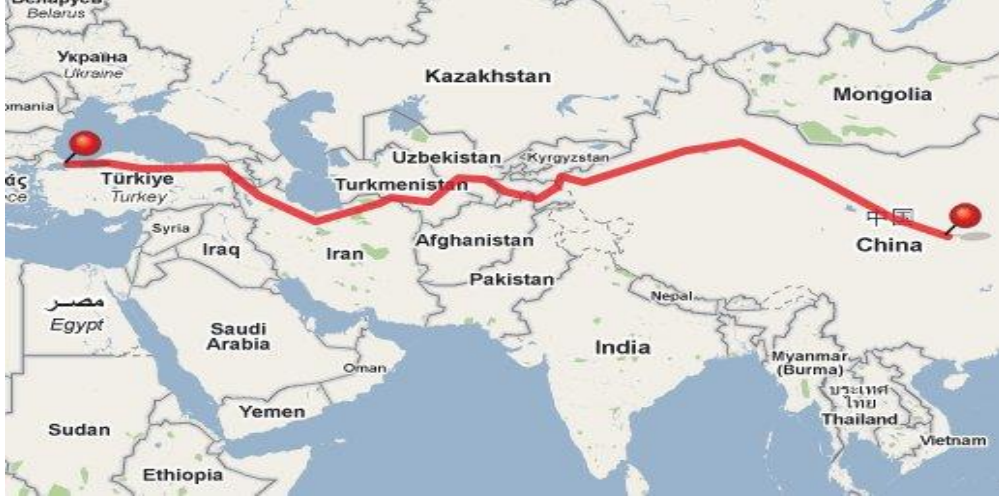 Беларусь
Belarus
Україна
Ukraine
omania
Kazakhstan
Mongolia
Uzbekistan
Kyrgyzstan
άς
ce
Türkiye
Turkey
Turkmenistan
Syria
Iraq
Iran
Afghanistan
中国
China
Pakistan
Nepal
مصر
Egypt
Saudi
Arabia
Oman
India
Myanmar
(Burma)
ประเทศ
ไทย
Thailand
Yemen
Sudan
Vietnam
Ethiopia